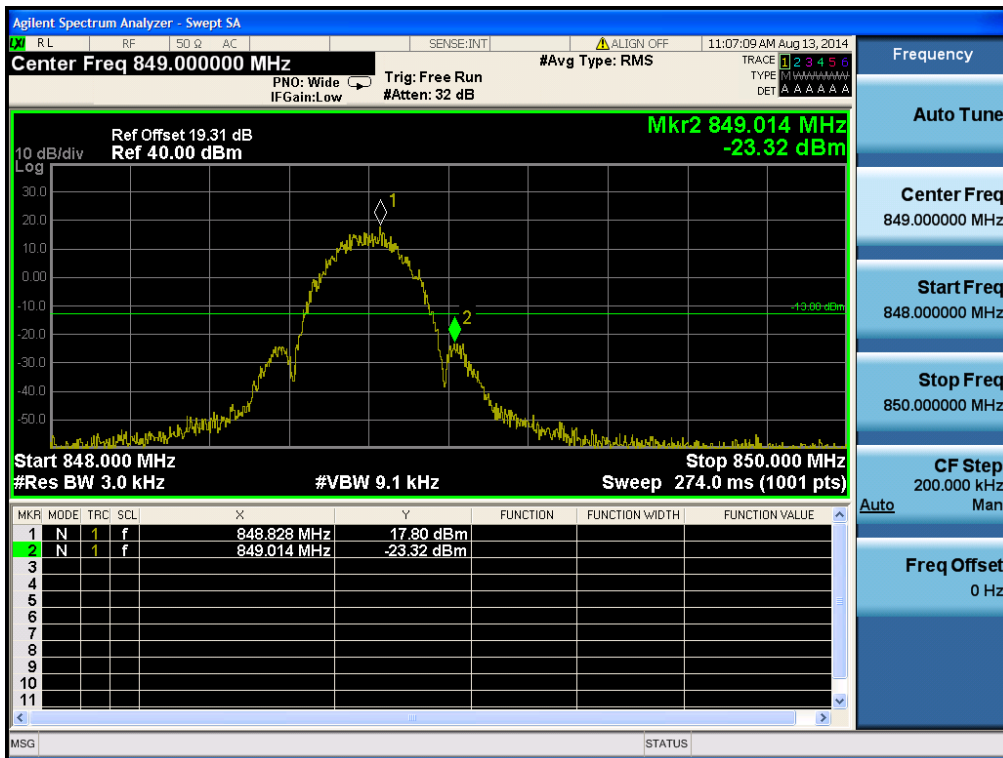 Agilent Spectrum Analyzer - Swept SA
LXI RL RF 50 Ω AC SENSE:INT ALIGN OFF 11:07:09 AM Aug 13, 2014
Center Freq 849.000000 MHz #Avg Type: RMS TRACE 1 2 3 4 5 6
PNO: Wide Trig: Free Run TYPE M
IFGain:Low #Atten: 32 dB DET A A A A A A
Frequency
Auto Tune
Center Freq
849.000000 MHz
Start Freq
848.000000 MHz
Stop Freq
850.000000 MHz
CF Step
200.000 kHz
Auto Man
Freq Offset
0 Hz
Mkr2 849.014 MHz
-23.32 dBm
Ref Offset 19.31 dB
10 dB/div Ref 40.00 dBm
Log
30.0
20.0
10.0
0.00
-10.0
-20.0
-30.0
-40.0
-50.0
1
2
-13.00 dBm
Start 848.000 MHz Stop 850.000 MHz
#Res BW 3.0 kHz #VBW 9.1 kHz Sweep 274.0 ms (1001 pts)
MKR MODE TRC SCL X Y FUNCTION FUNCTION WIDTH FUNCTION VALUE
1 N 1 f 848.828 MHz 17.80 dBm
2 N 1 f 849.014 MHz -23.32 dBm
3
4
5
6
7
8
9
10
11
MSG STATUS